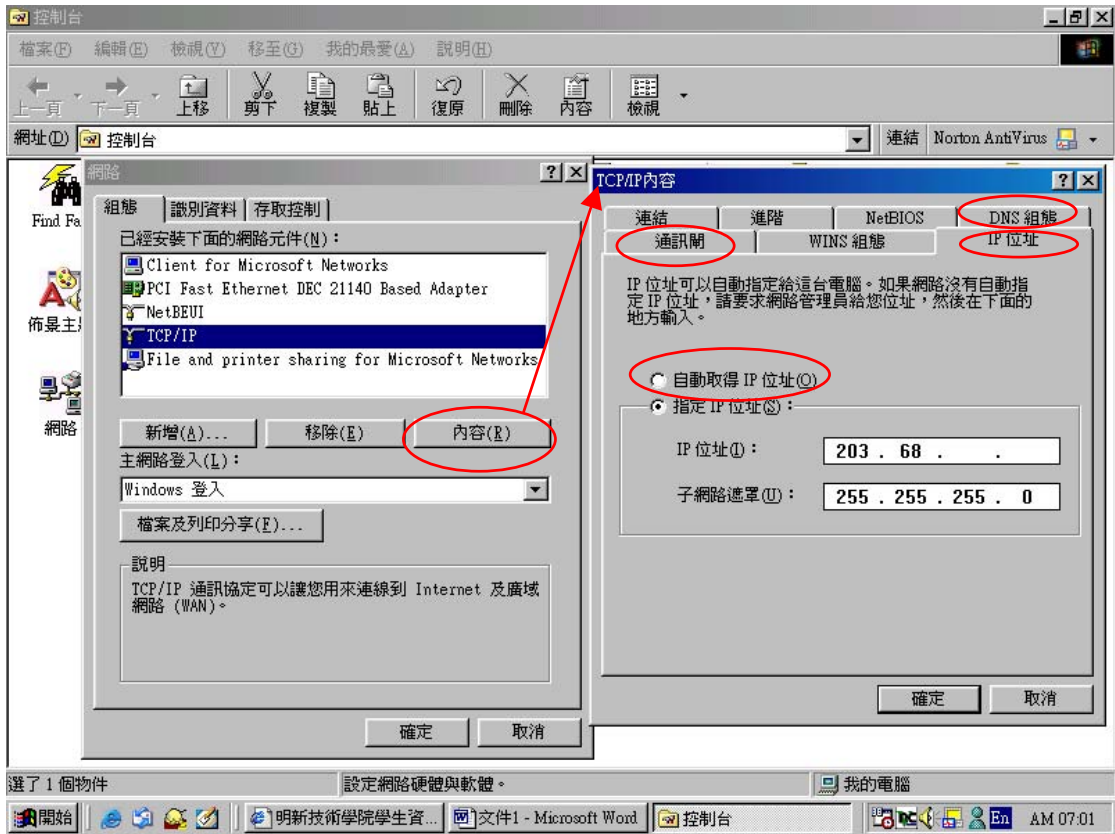 控制台
檔案(F) 編輯(E) 檢視(V) 移至(G) 我的最愛(A) 說明(H)
上一頁 下一頁 上移 剪下 複製 貼上 復原 刪除 內容 檢視
網址(D) 控制台 連結 Norton AntiVirus
Find Fa
佈景主
網路
網路
組態 識別資料 存取控制
已經安裝下面的網路元件(N)：
Client for Microsoft Networks
PCI Fast Ethernet DEC 21140 Based Adapter
NetBEUI
TCP/IP
File and printer sharing for Microsoft Networks
新增(A)... 移除(E) 內容(R)
主網路登入(L)：
Windows 登入
檔案及列印分享(F)...
說明
TCP/IP 通訊協定可以讓您用來連線到 Internet 及廣域
網路 (WAN)。
確定 取消
TCP/IP內容
連結 進階 NetBIOS DNS 組態
通訊閘 WINS 組態 IP 位址
IP 位址可以自動指定給這台電腦。如果網路沒有自動指
定 IP 位址，請要求網路管理員給您位址，然後在下面的
地方輸入。
自動取得 IP 位址(O)
指定 IP 位址(S)：
IP 位址(I)： 203 . 68 . .
子網路遮罩(U)： 255 . 255 . 255 . 0
確定 取消
選了 1 個物件 設定網路硬體與軟體。 我的電腦
開始 明新技術學院學生資... 文件1 - Microsoft Word 控制台 En AM 07:01